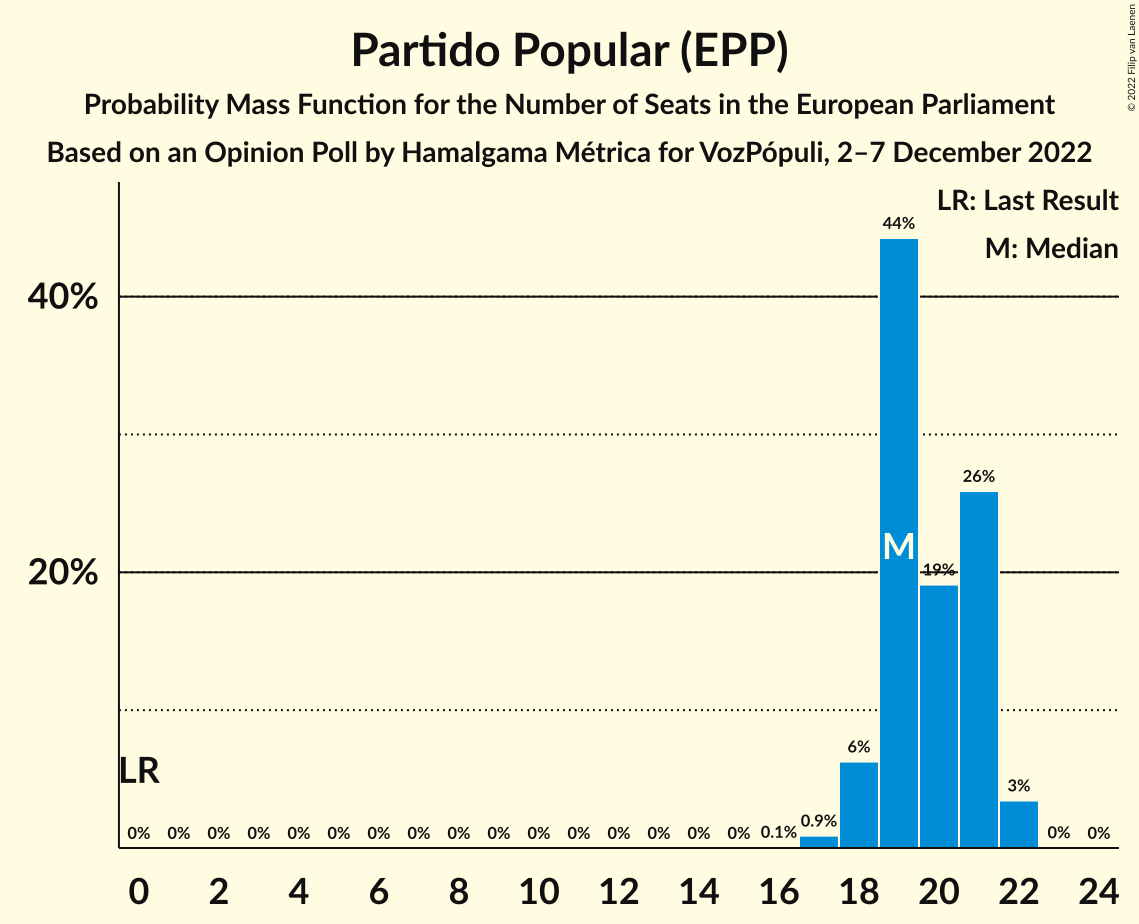 Partido Popular (EPP)
Probability Mass Function for the Number of Seats in the European Parliament
Based on an Opinion Poll by Hamalgama Métrica for VozPópuli, 2–7 December 2022
© 2022 Filip van Laenen
LR: Last Result
M: Median
44%
40%
26%
M
20%
19%
LR
6%
3%
0% 0% 0% 0% 0% 0% 0% 0% 0% 0% 0% 0% 0% 0% 0% 0% 0.1% 0.9% 0% 0%
0 2 4 6 8 10 12 14 16 18 20 22 24